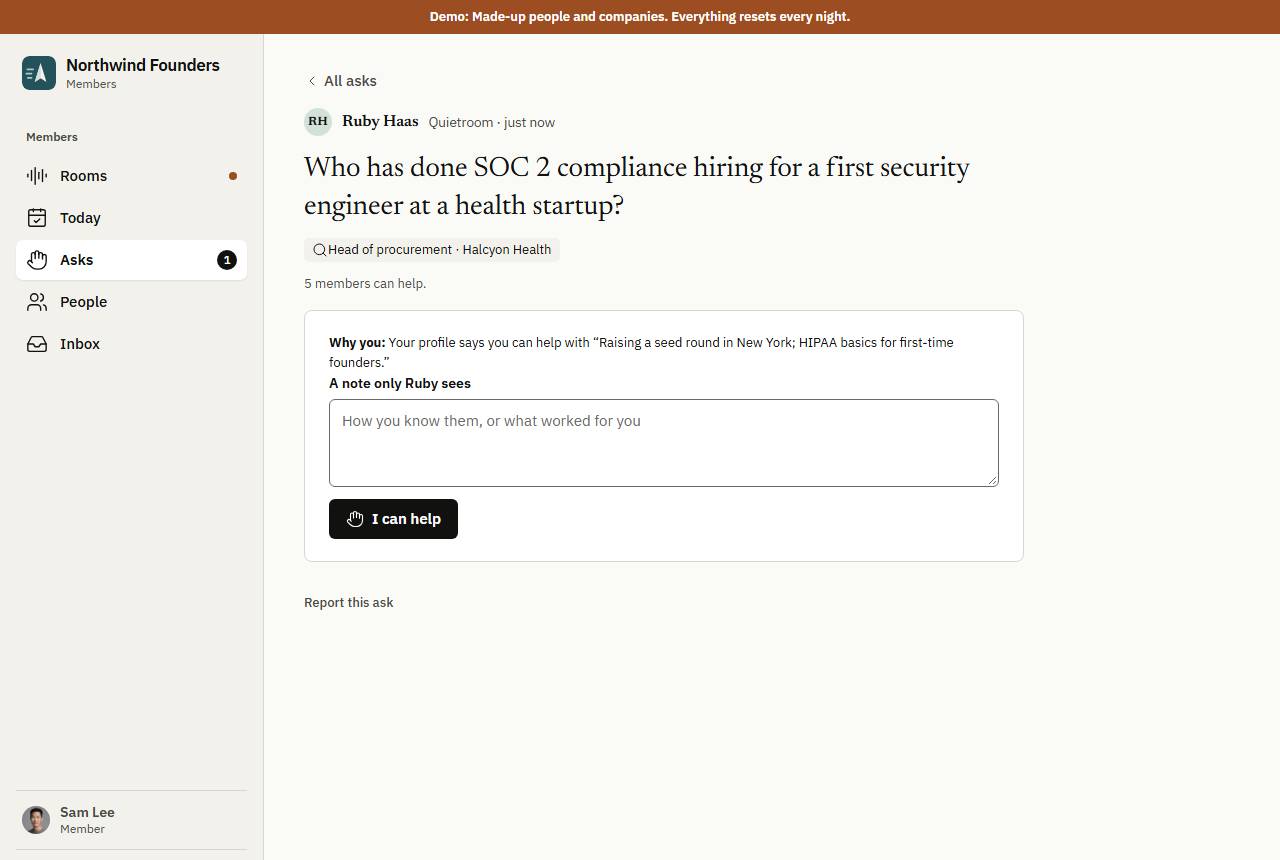 Demo: Made-up people and companies. Everything resets every night.
Northwind Founders
Members
Members
Rooms
Today
Asks 1
People
Inbox
Sam Lee
Member
All asks
RH Ruby Haas Quietroom · just now
Who has done SOC 2 compliance hiring for a first security
engineer at a health startup?
Head of procurement · Halcyon Health
5 members can help.
Why you: Your profile says you can help with “Raising a seed round in New York; HIPAA basics for first-time
founders.”
A note only Ruby sees
How you know them, or what worked for you
I can help
Report this ask